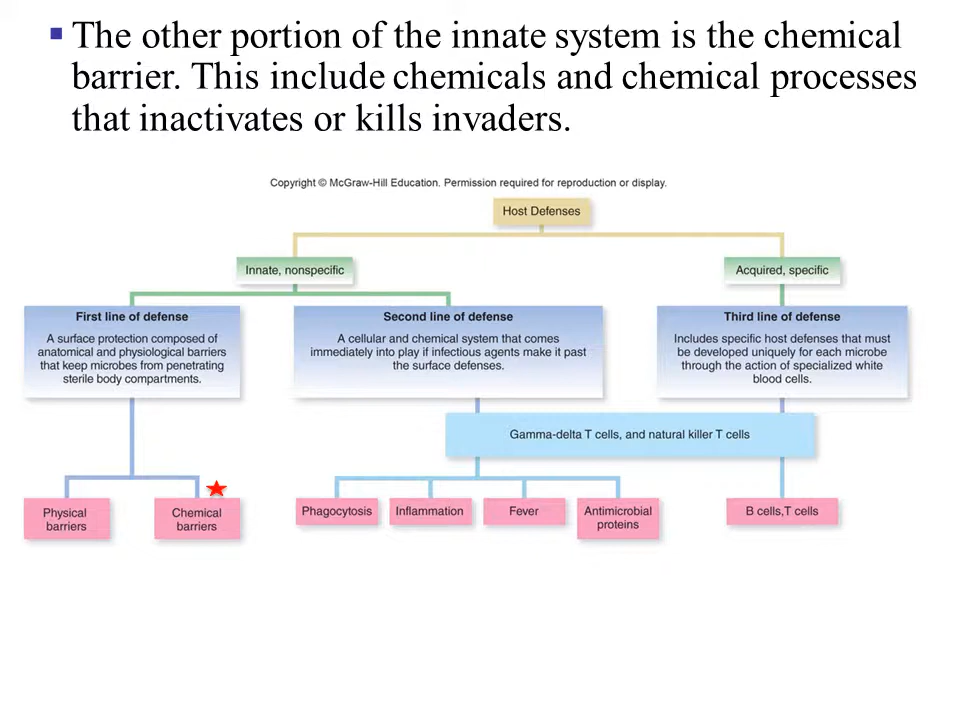 ▪ The other portion of the innate system is the chemical
barrier. This include chemicals and chemical processes
that inactivates or kills invaders.
Copyright © McGraw-Hill Education. Permission required for reproduction or display.
Host Defenses
Innate, nonspecific
Acquired, specific
First line of defense
A surface protection composed of
anatomical and physiological barriers
that keep microbes from penetrating
sterile body compartments.
Second line of defense
A cellular and chemical system that comes
immediately into play if infectious agents make it past
the surface defenses.
Third line of defense
Includes specific host defenses that must
be developed uniquely for each microbe
through the action of specialized white
blood cells.
Gamma-delta T cells, and natural killer T cells
Physical
barriers
Chemical
barriers
Phagocytosis
Inflammation
Fever
Antimicrobial
proteins
B cells,T cells